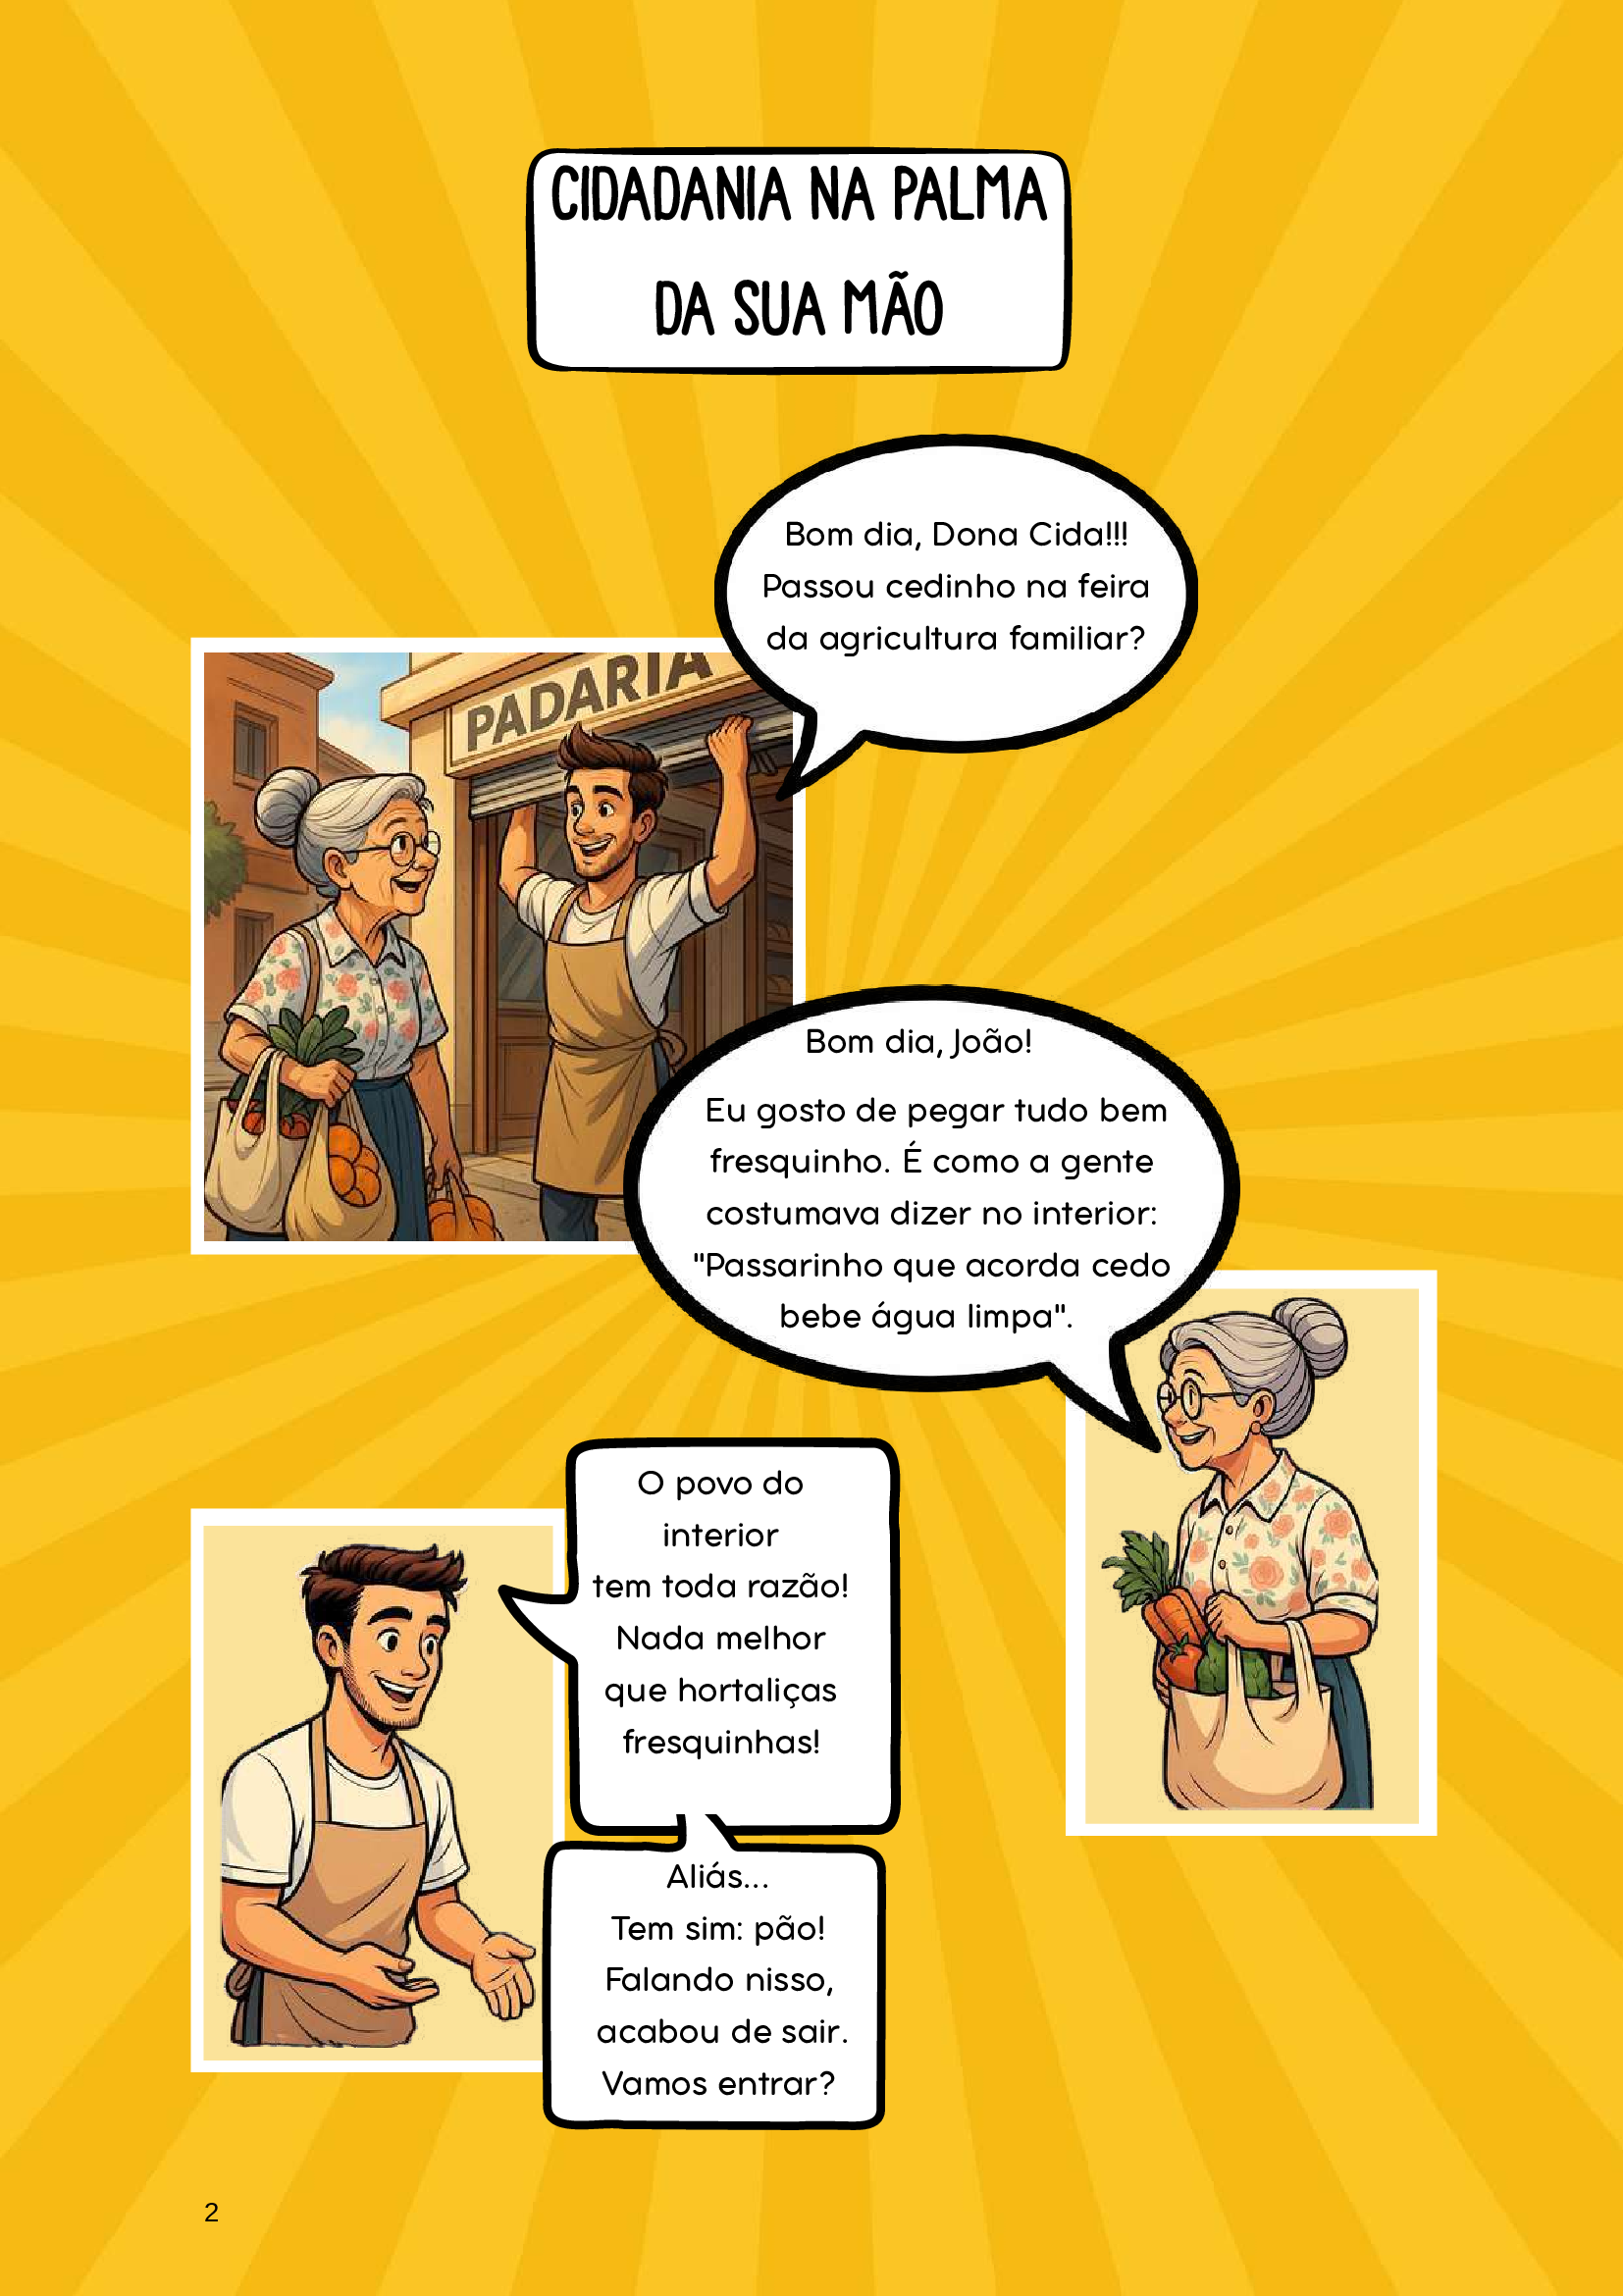 CIDADANIA NA PALMA
DA SUA MÃO
Bom dia, Dona Cida!!!
Passou cedinho na feira
da agricultura familiar?
PADARIA
Bom dia, João!
Eu gosto de pegar tudo bem
fresquinho. É como a gente
costumava dizer no interior:
"Passarinho que acorda cedo
bebe água limpa".
O povo do
interior
tem toda razão!
Nada melhor
que hortaliças
fresquinhas!
Aliás...
Tem sim: pão!
Falando nisso,
acabou de sair.
Vamos entrar?
2